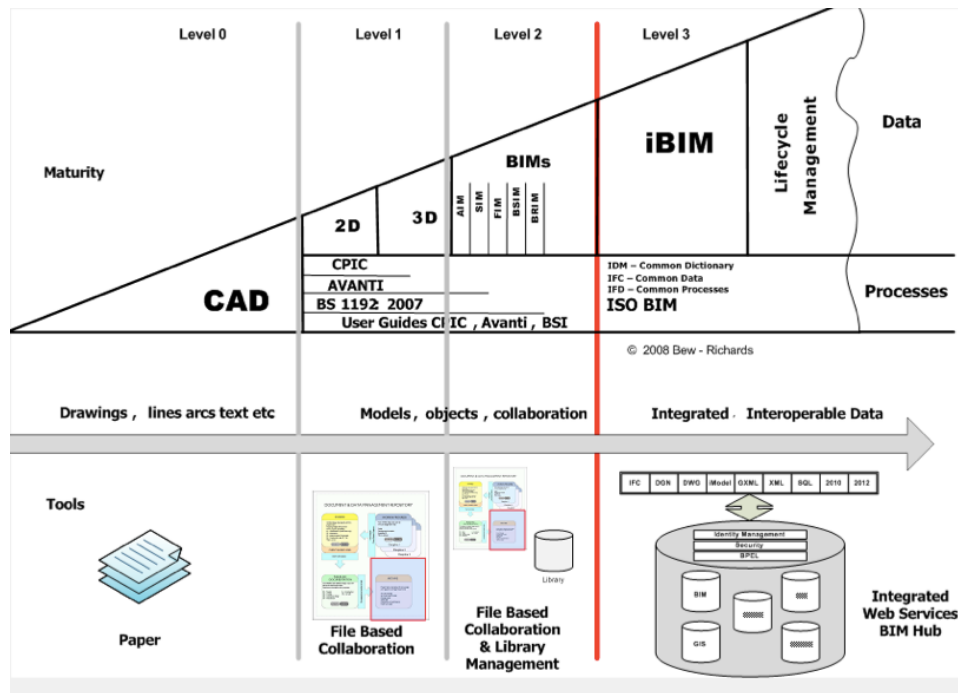 Level 0
Level 1
Level 2
Level 3
Maturity
Data
Lifecycle
Management
iBIM
BIMs
AIM
SIM
FIM
BSIM
BRIM
2D
3D
CAD
CPIC
AVANTI
BS 1192: 2007
User Guides CPIC , Avanti , BSI
IDM – Common Dictionary
IFC – Common Data
IFD – Common Processes
ISO BIM
Processes
© 2008 Bew - Richards
Drawings , lines arcs text etc
Models , objects , collaboration
Integrated , Interoperable Data
Tools
IFC DGN DWG iModel GXML XML SQL 2010 2012
Identity Management
Security
BPEL
BIM
GIS
Library
Paper
File Based
Collaboration
File Based
Collaboration
& Library
Management
Integrated
Web Services
BIM Hub